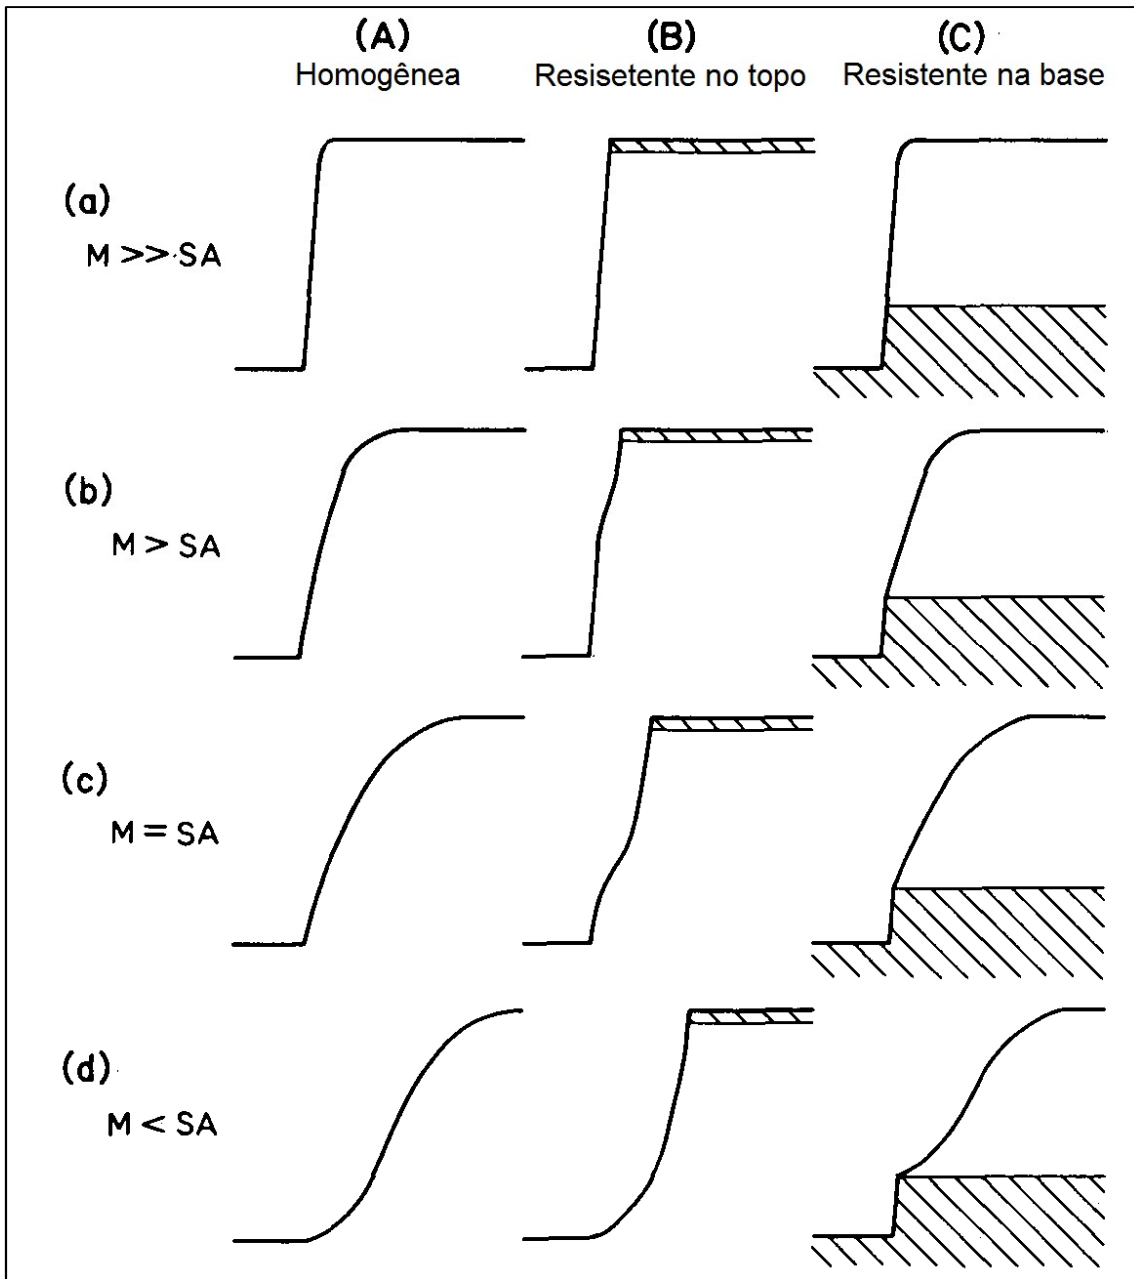 (A) (B) (C)
Homogênea Resisetente no topo Resistente na base
(a)
M >> SA
(b)
M > SA
(c)
M = SA
(d)
M < SA